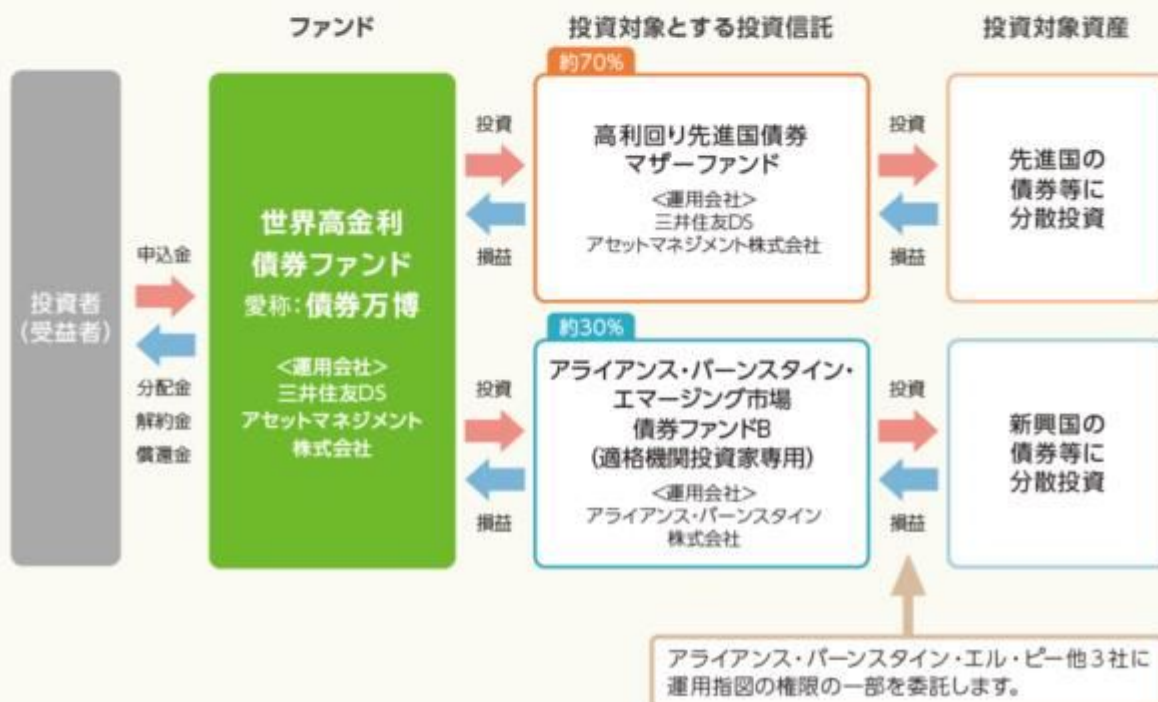 ファンド
投資対象とする投資信託
投資対象資産
投資者
(受益者)
申込金
分配金
解約金
償還金
世界高金利
債券ファンド
愛称:債券万博
<運用会社>
三井住友DS
アセットマネジメント
株式会社
投資
損益
約70%
高利回り先進国債券
マザーファンド
<運用会社>
三井住友DS
アセットマネジメント株式会社
投資
損益
先進国の
債券等に
分散投資
投資
損益
約30%
アライアンス・バーンスタイン・
エマージング市場
債券ファンドB
(適格機関投資家専用)
<運用会社>
アライアンス・バーンスタイン
株式会社
投資
損益
新興国の
債券等に
分散投資
アライアンス・バーンスタイン・エル・ピー他3社に
運用指図の権限の一部を委託します。